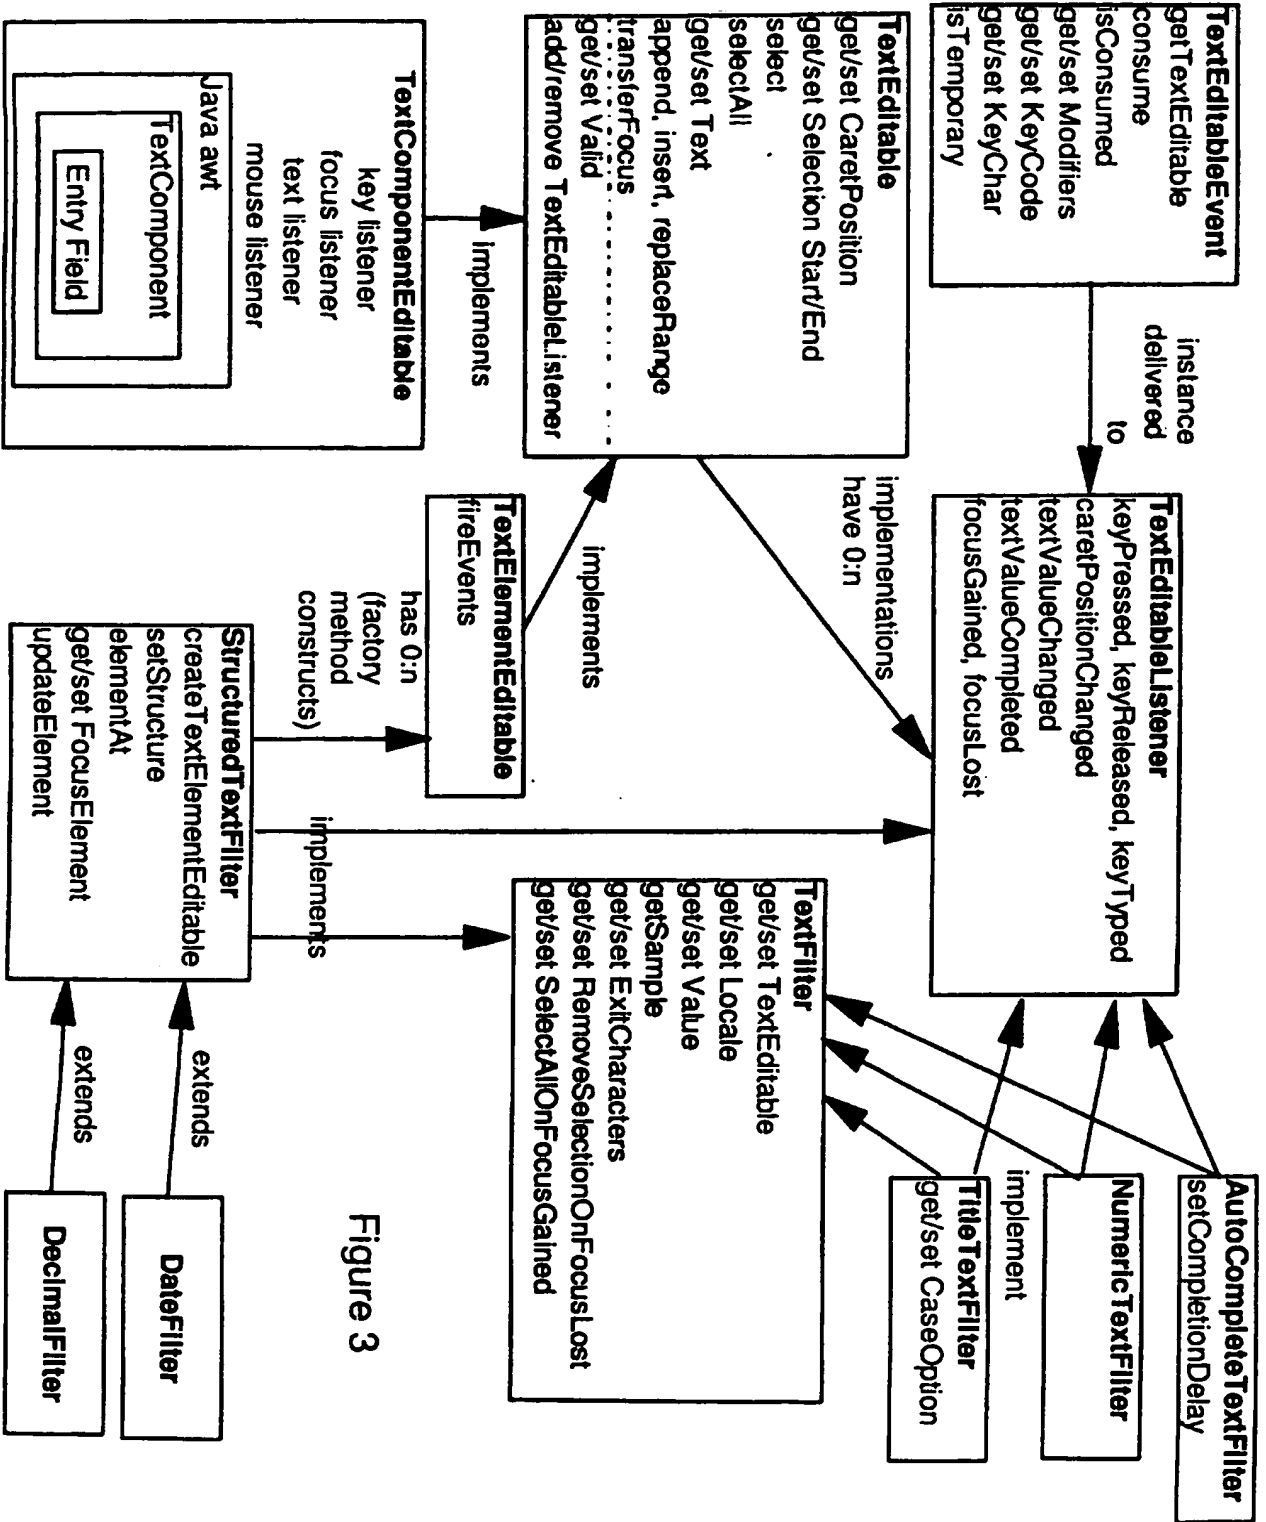 TextEditableEvent
getTextEditable
consume
isConsumed
get/set Modifiers
get/set KeyCode
get/set KeyChar
isTemporary
instance
delivered
to
TextEditableListener
keyPressed, keyReleased, keyTyped
caretPositionChanged
textValueChanged
textValueCompleted
focusGained, focusLost
AutoCompleteTextFilter
setCompletionDelay
NumericTextFilter
implement
TitleTextFilter
get/set CaseOption
TextEditable
get/set CaretPosition
get/set Selection Start/End
select
selectAll
get/set Text
append, insert, replaceRange
transferFocus
get/set Valid
add/remove TextEditableListener
implementations
have 0:n
TextFilter
get/set TextEditable
get/set Locale
get/set Value
getSample
get/set ExitCharacters
get/set RemoveSelectionOnFocusLost
get/set SelectAllOnFocusGained
implements
implements
TextElementEditable
fireEvents
TextComponentEditable
key listener
focus listener
text listener
mouse listener
Java awt
TextComponent
Entry Field
has 0:n
(factory
method
constructs)
implements
StructuredTextFilter
createTextElementEditable
setStructure
elementAt
get/set FocusElement
updateElement
extends
extends
DateFilter
DecimalFilter
Figure 3